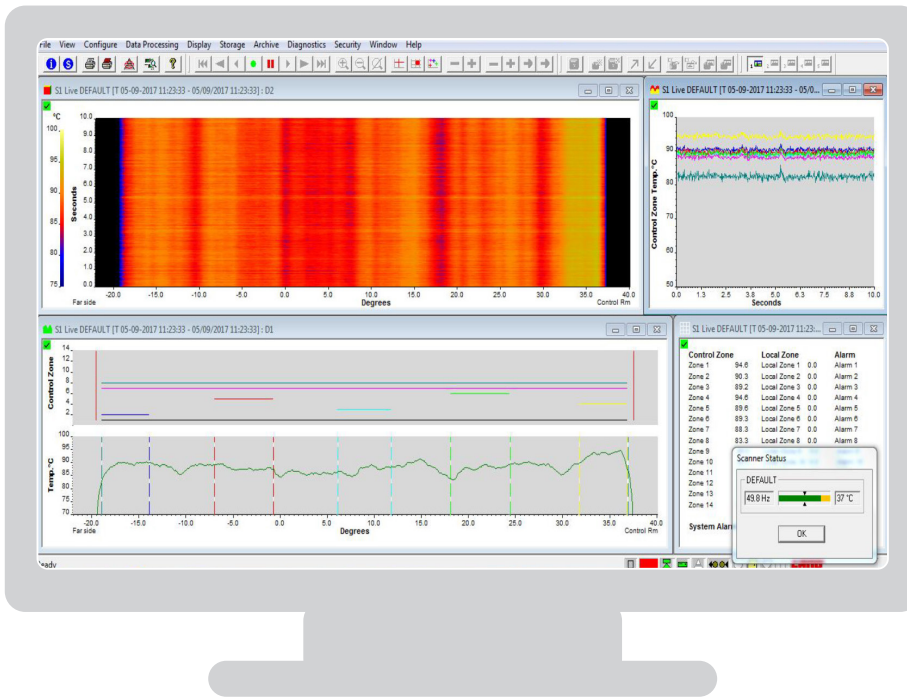 File View Configure Data Processing Display Storage Archive Diagnostics Security Window Help
S1 Live DEFAULT [T 05-09-2017 11:23:33 - 05/09/2017 11:23:33] : D2
°C
100
95
90
85
80
75
Seconds
10.0
9.0
8.0
7.0
6.0
5.0
4.0
3.0
2.0
1.0
0.0
-20.0 -15.0 -10.0 -5.0 0.0 5.0 10.0 15.0 20.0 25.0 30.0 35.0 40.0
Far side Degrees Control Rm
S1 Live DEFAULT [T 05-09-2017 11:23:33 - 05/0...
Control Zone Temp.°C
100
90
80
70
60
50
0.0 1.3 2.5 3.8 5.0 6.3 7.5 8.8 10.0
Seconds
S1 Live DEFAULT [T 05-09-2017 11:23:33 - 05/09/2017 11:23:33] : D1
Control Zone
14
12
10
8
6
4
2
Temp.°C
100
95
90
85
80
75
70
-20.0 -15.0 -10.0 -5.0 0.0 5.0 10.0 15.0 20.0 25.0 30.0 35.0 40.0
Far side Degrees Control Rm
S1 Live DEFAULT [T 05-09-2017 11:23:...
Control Zone Local Zone Alarm
Zone 1 94.6 Local Zone 1 0.0 Alarm 1
Zone 2 90.3 Local Zone 2 0.0 Alarm 2
Zone 3 89.2 Local Zone 3 0.0 Alarm 3
Zone 4 94.6 Local Zone 4 0.0 Alarm 4
Zone 5 89.6 Local Zone 5 0.0 Alarm 5
Zone 6 89.3 Local Zone 6 0.0 Alarm 6
Zone 7 88.3 Local Zone 7 0.0 Alarm 7
Zone 8 83.3 Local Zone 8 0.0 Alarm 8
Zone 9
Zone 10
Zone 11
Zone 12
Zone 13
Zone 14
System Alar
Scanner Status
DEFAULT
49.8 Hz 37 °C
OK